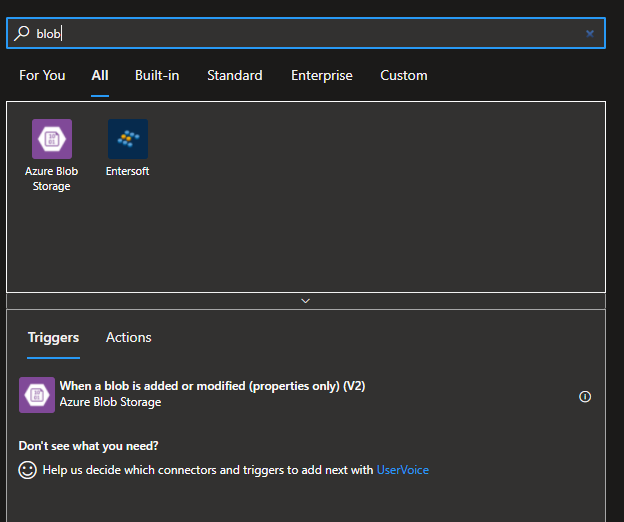 blob
For You All Built-in Standard Enterprise Custom
Azure Blob
Storage
Entersoft
Triggers Actions
When a blob is added or modified (properties only) (V2)
Azure Blob Storage
Don't see what you need?
Help us decide which connectors and triggers to add next with UserVoice